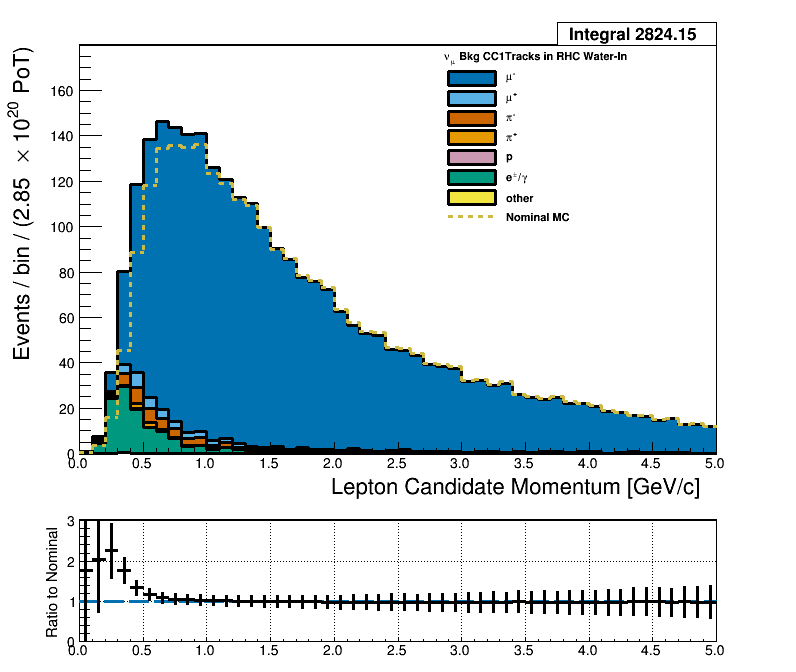 Integral 2824.15
ν_μ Bkg CC1Tracks in RHC Water-In
μ⁻
μ⁺
π⁻
π⁺
p
e^±/γ
other
Nominal MC
Events / bin / (2.85 × 10^20 PoT)
160
140
120
100
80
60
40
20
0
0.0 0.5 1.0 1.5 2.0 2.5 3.0 3.5 4.0 4.5 5.0
Lepton Candidate Momentum [GeV/c]
Ratio to Nominal
3
2
1
0
0.0 0.5 1.0 1.5 2.0 2.5 3.0 3.5 4.0 4.5 5.0